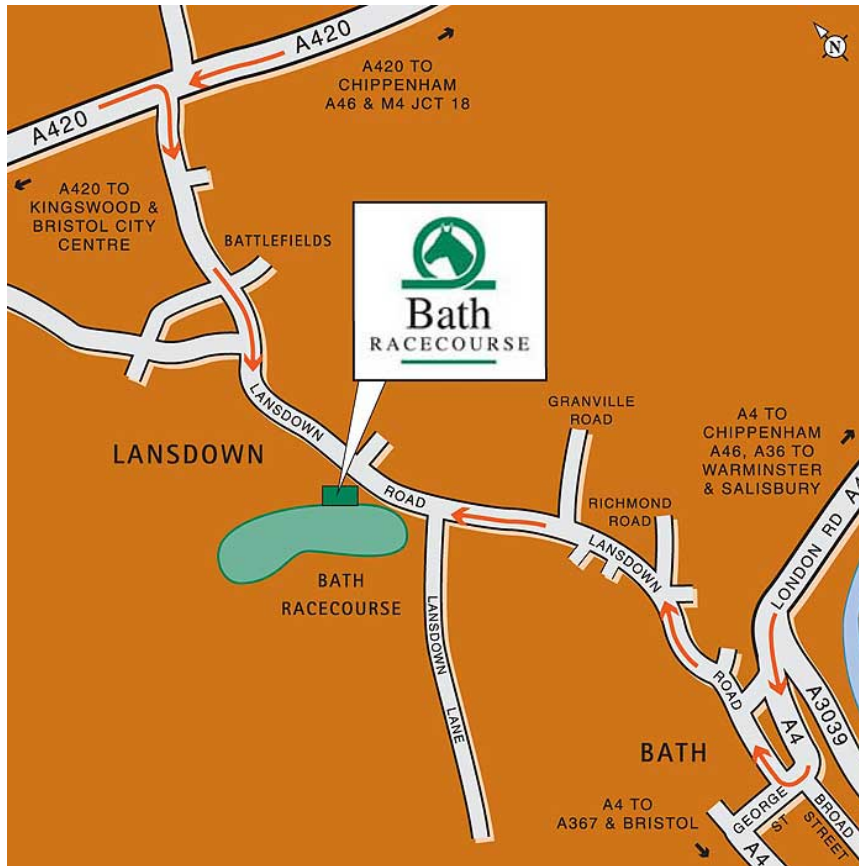 A420
A420
A420 TO
CHIPPENHAM
A46 & M4 JCT 18
N
A420 TO
KINGSWOOD &
BRISTOL CITY
CENTRE
BATTLEFIELDS
Bath
RACECOURSE
LANSDOWN
ROAD
LANSDOWN
GRANVILLE
ROAD
A4 TO
CHIPPENHAM
A46, A36 TO
WARMINSTER
& SALISBURY
RICHMOND
ROAD
LANSDOWN
ROAD
BATH
RACECOURSE
LANSDOWN
LANE
LONDON RD
A4
A3039
A4
BATH
GEORGE
ST
BROAD
STREET
A4 TO
A367 & BRISTOL
A4